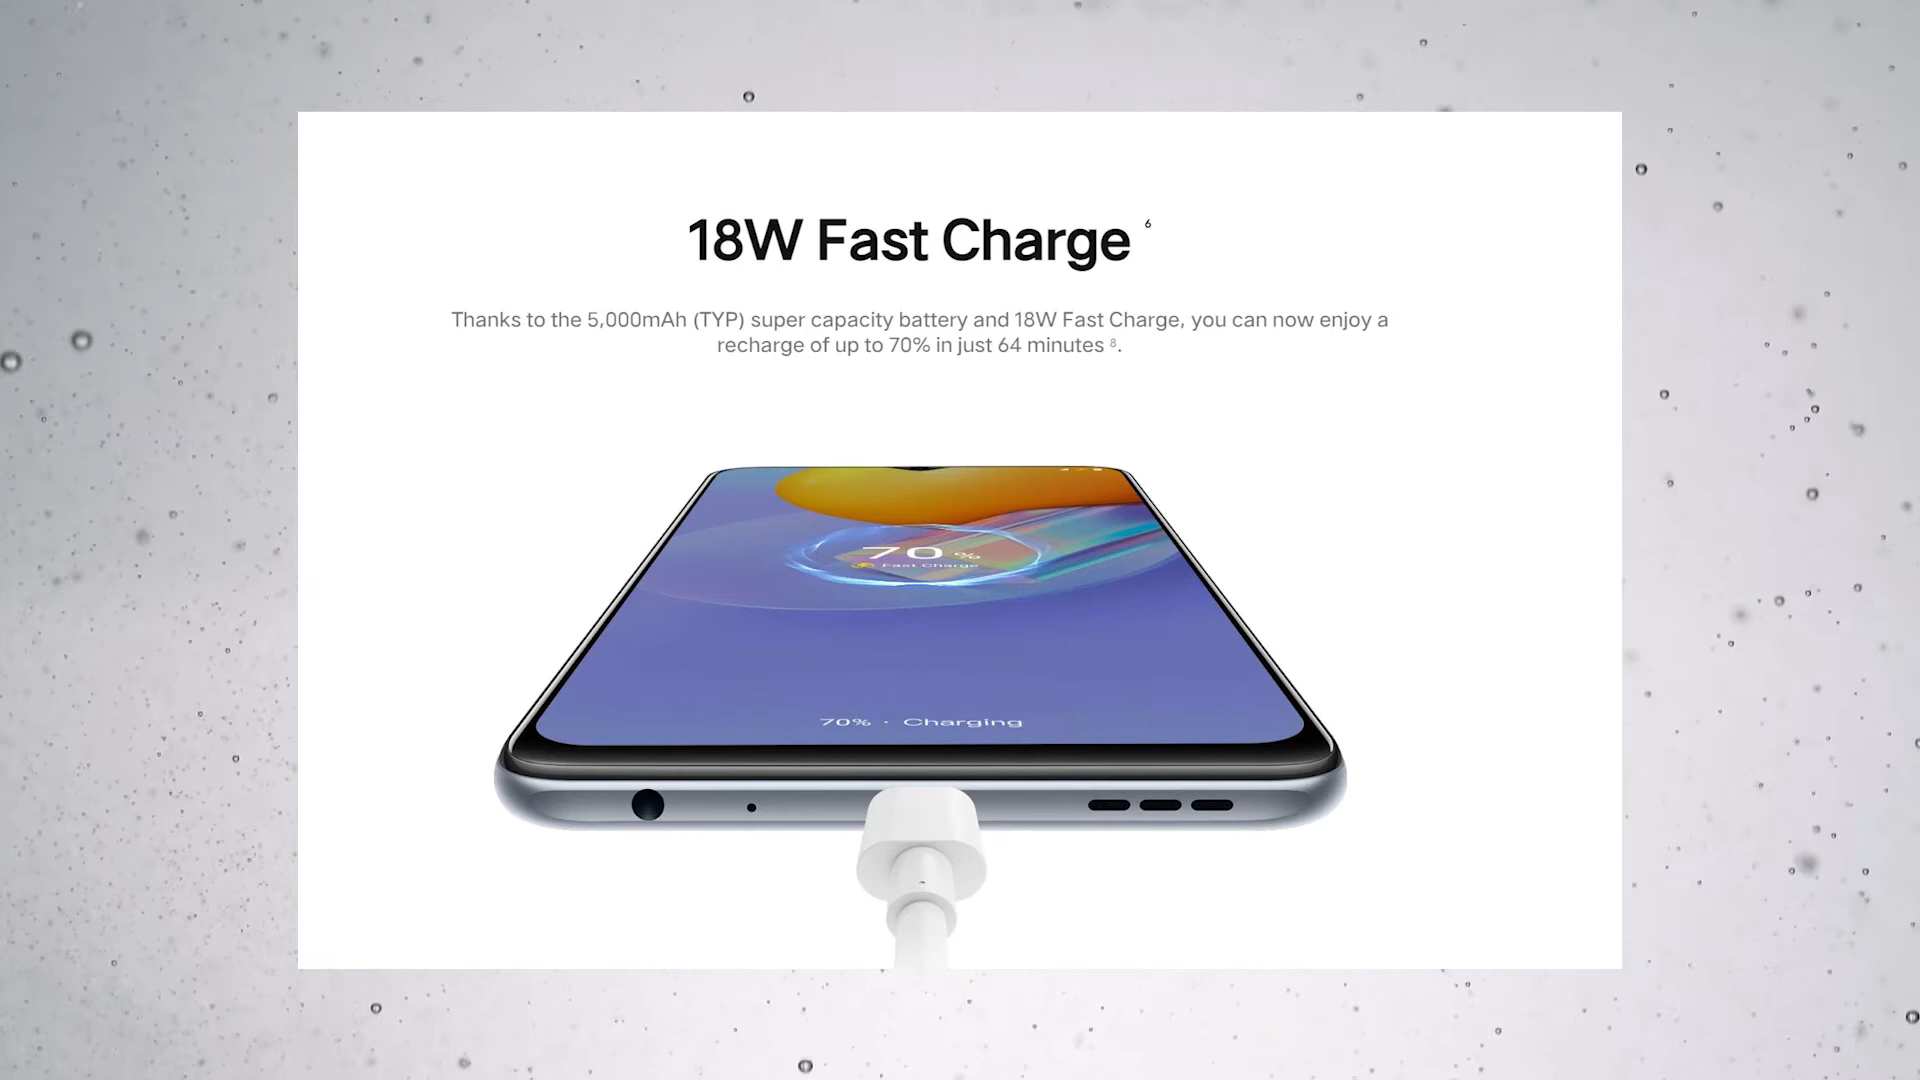 18W Fast Charge 6
Thanks to the 5,000mAh (TYP) super capacity battery and 18W Fast Charge, you can now enjoy a
recharge of up to 70% in just 64 minutes 8.
70%
Fast Charge
70% · Charging